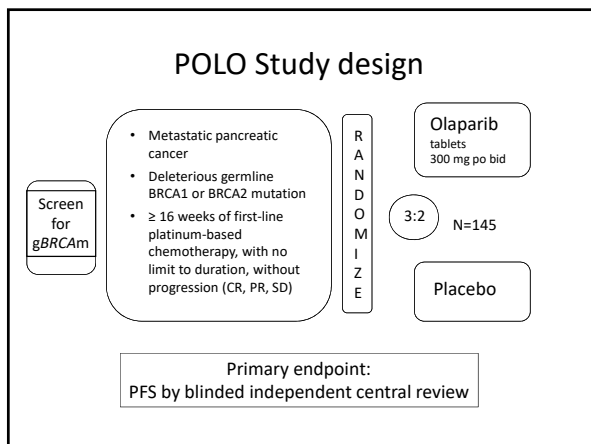 POLO Study design
Screen
for
gBRCAm
• Metastatic pancreatic
cancer
• Deleterious germline
BRCA1 or BRCA2 mutation
• ≥ 16 weeks of first-line
platinum-based
chemotherapy, with no
limit to duration, without
progression (CR, PR, SD)
R
A
N
D
O
M
I
Z
E
Olaparib
tablets
300 mg po bid
3:2
N=145
Placebo
Primary endpoint:
PFS by blinded independent central review